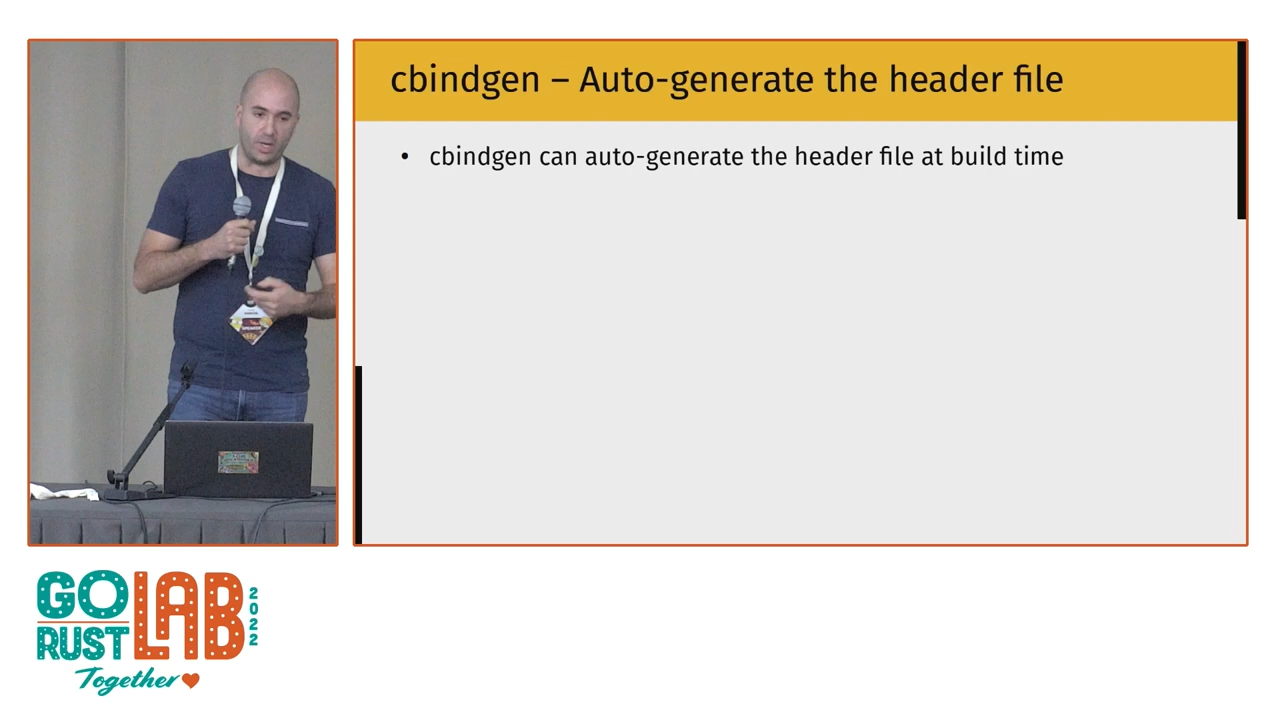 cbindgen – Auto-generate the header file
• cbindgen can auto-generate the header file at build time
SPEAKER
GO LAB
RUST
2022
Together